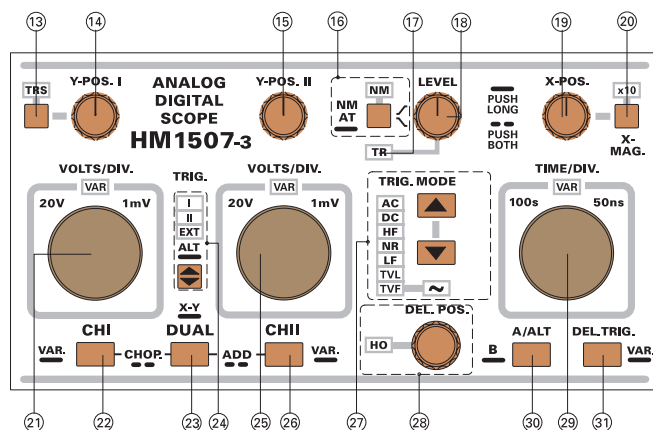 13 14 15 16 17 18 19 20
TRS
Y-POS. I
ANALOG
DIGITAL
SCOPE
HM1507-3
Y-POS. II
NM
AT
NM
LEVEL
TR
PUSH
LONG
PUSH
BOTH
X-POS.
x10
X-
MAG.
VOLTS/DIV.
VAR
20V 1mV
TRIG.
I
II
EXT
ALT
VOLTS/DIV.
VAR
20V 1mV
TRIG. MODE
AC
DC
HF
NR
LF
TVL
TVF
~
TIME/DIV.
VAR
100s 50ns
X-Y
DEL. POS.
HO
VAR.
CHI
CHOP.
DUAL
ADD
CHII
VAR.
B
A/ALT
DEL.TRIG.
VAR.
21 22 23 24 25 26 27 28 30 29 31